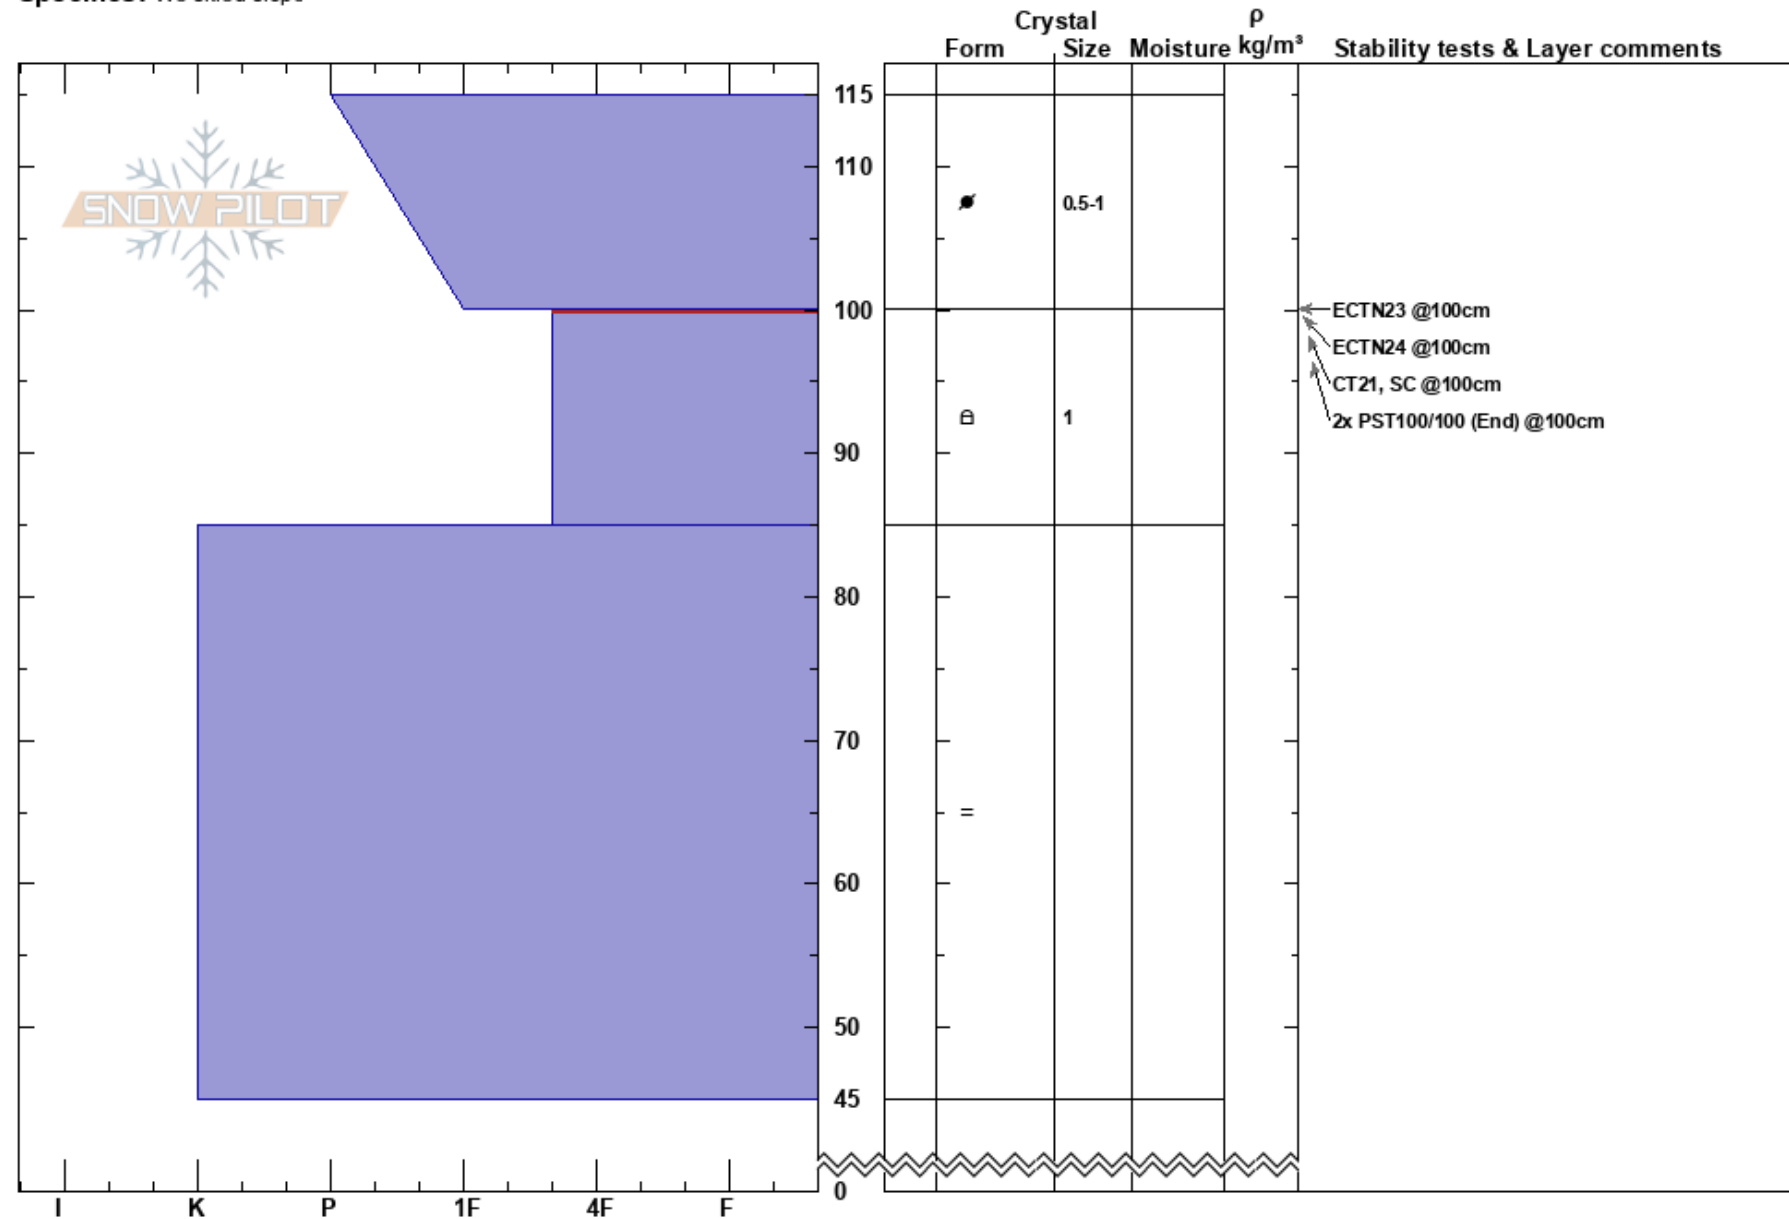 Crystal
ρ
Form Size Moisture kg/m³ Stability tests & Layer comments
115
SNOW PILOT
110
0.5-1
100
ECTN23 @100cm
ECTN24 @100cm
CT21, SC @100cm
1
2x PST100/100 (End) @100cm
90
80
70
=
60
50
45
0
I K P 1F 4F F